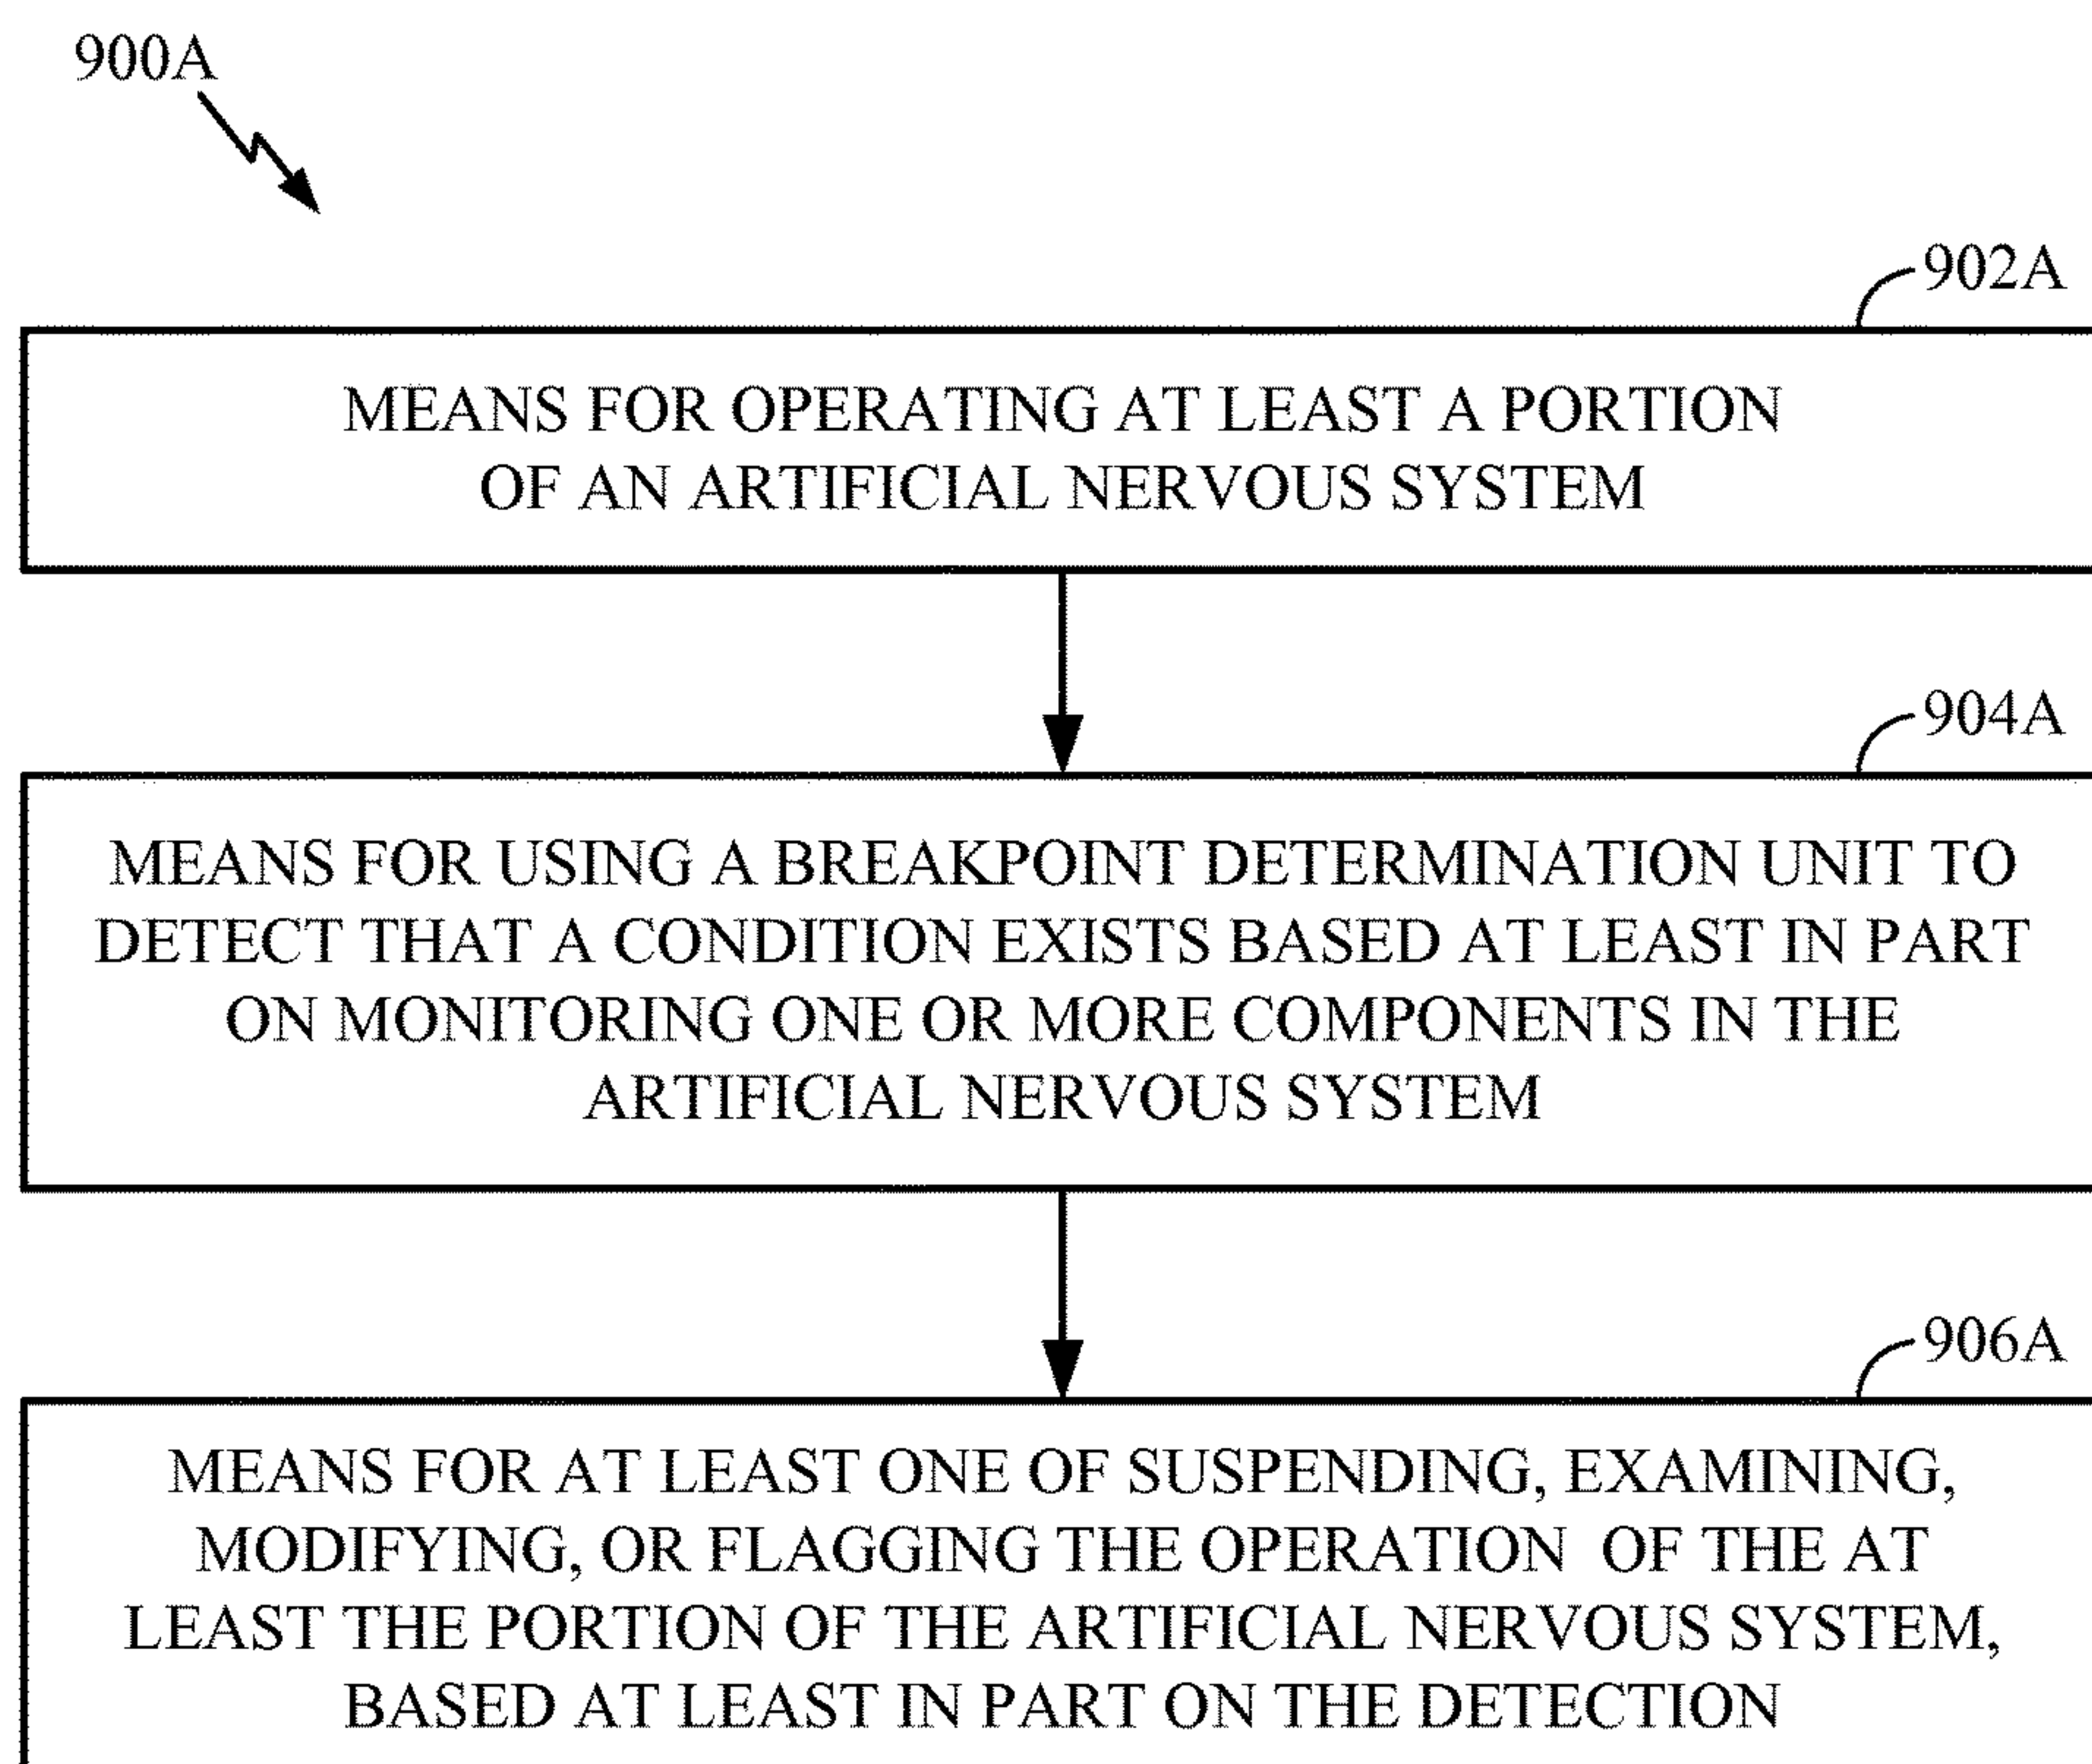 900A
902A
MEANS FOR OPERATING AT LEAST A PORTION
OF AN ARTIFICIAL NERVOUS SYSTEM
904A
MEANS FOR USING A BREAKPOINT DETERMINATION UNIT TO
DETECT THAT A CONDITION EXISTS BASED AT LEAST IN PART
ON MONITORING ONE OR MORE COMPONENTS IN THE
ARTIFICIAL NERVOUS SYSTEM
906A
MEANS FOR AT LEAST ONE OF SUSPENDING, EXAMINING,
MODIFYING, OR FLAGGING THE OPERATION OF THE AT
LEAST THE PORTION OF THE ARTIFICIAL NERVOUS SYSTEM,
BASED AT LEAST IN PART ON THE DETECTION